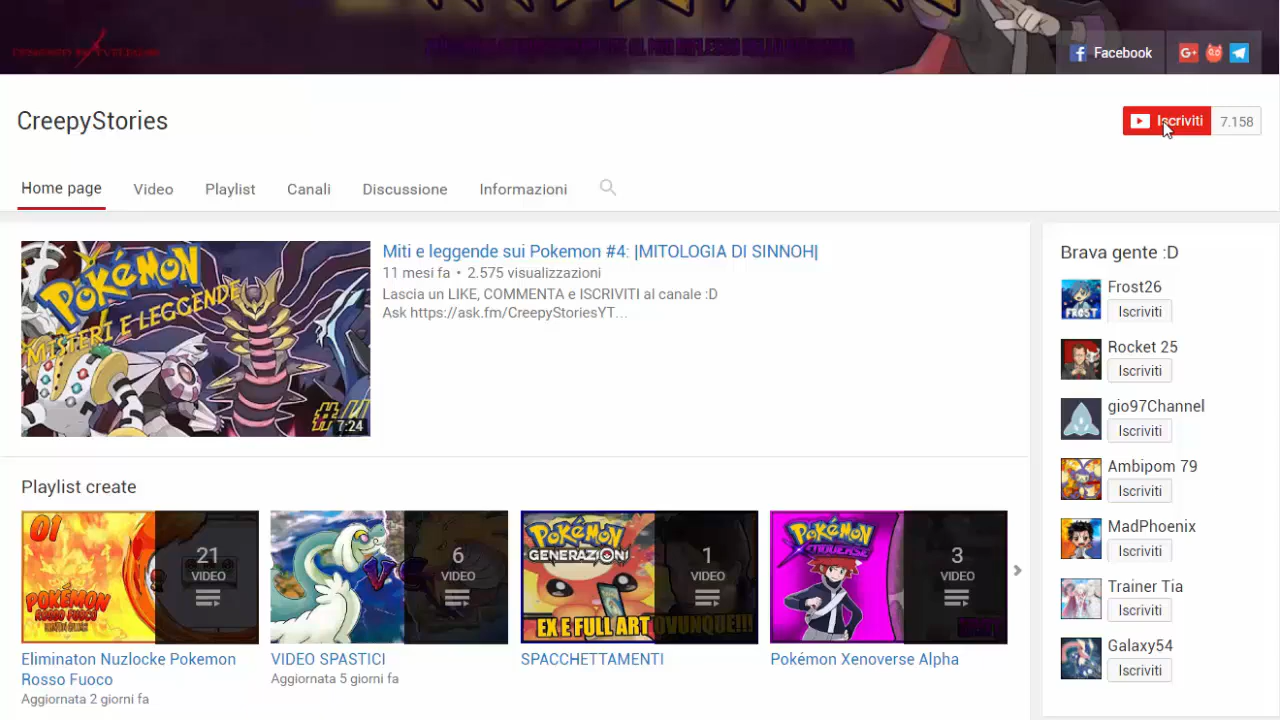 Facebook
CreepyStories
Iscriviti 7.158
Home page Video Playlist Canali Discussione Informazioni
POKÉMON
MISTERI E LEGGENDE
#4
7:24
Miti e leggende sui Pokemon #4: |MITOLOGIA DI SINNOH|
11 mesi fa • 2.575 visualizzazioni
Lascia un LIKE, COMMENTA e ISCRIVITI al canale :D
Ask https://ask.fm/CreepyStoriesYT…
Brava gente :D
Frost26
Iscriviti
FROST
Rocket 25
Iscriviti
gio97Channel
Iscriviti
Ambipom 79
Iscriviti
MadPhoenix
Iscriviti
Trainer Tia
Iscriviti
Galaxy54
Iscriviti
Playlist create
01
POKÉMON
ROSSO FUOCO
21
VIDEO
Eliminaton Nuzlocke Pokemon
Rosso Fuoco
Aggiornata 2 giorni fa
6
VIDEO
VIDEO SPASTICI
Aggiornata 5 giorni fa
POKÉMON
GENERAZIONI
EX E FULL ART OVUNQUE!!!
1
VIDEO
SPACCHETTAMENTI
POKÉMON
XENOVERSE
3
VIDEO
Pokémon Xenoverse Alpha